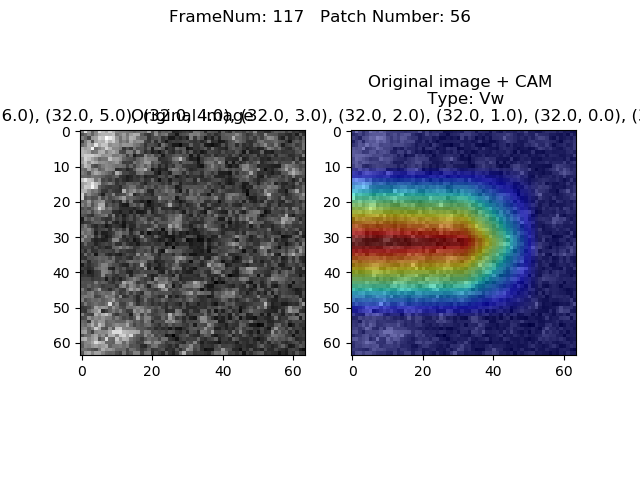 FrameNum: 117   Patch Number: 56
Original image + CAM
Type: Vw
6.0), (32.0, 5.0), (32.0, 4.0), (32.0, 3.0), (32.0, 2.0), (32.0, 1.0), (32.0, 0.0), (3
Original image
0
10
20
30
40
50
60
0 20 40 60
0
10
20
30
40
50
60
0 20 40 60